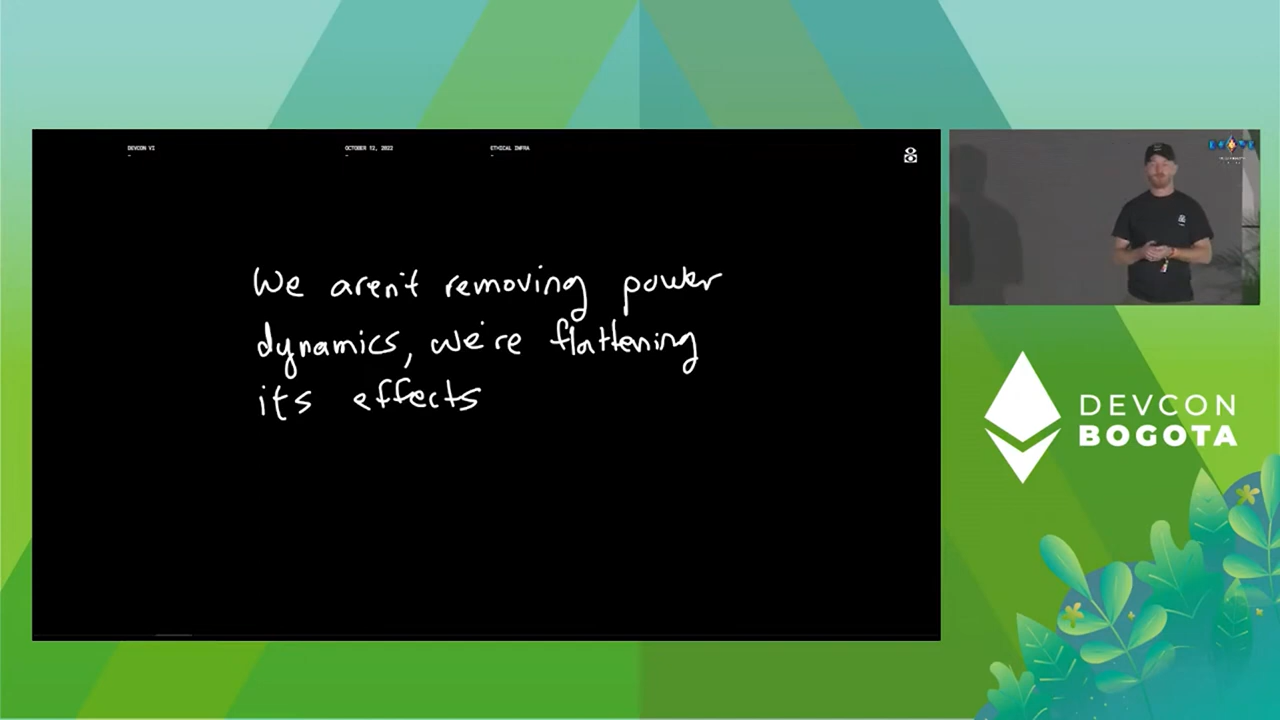 DEVCON VI
OCTOBER 12, 2022
ETHICAL INFRA
We aren't removing power
dynamics, we're flattening
its effects
DEVCON
BOGOTA